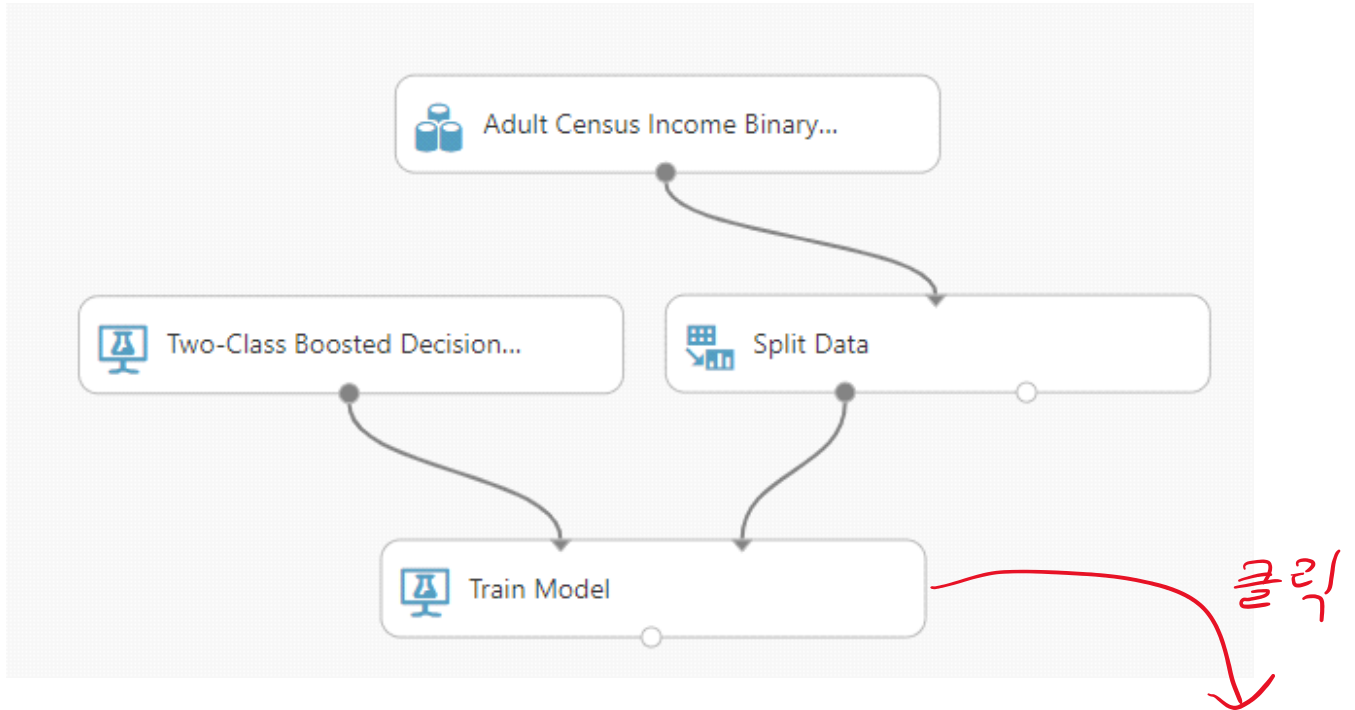 Adult Census Income Binary...
Two-Class Boosted Decision...
Split Data
Train Model
클릭